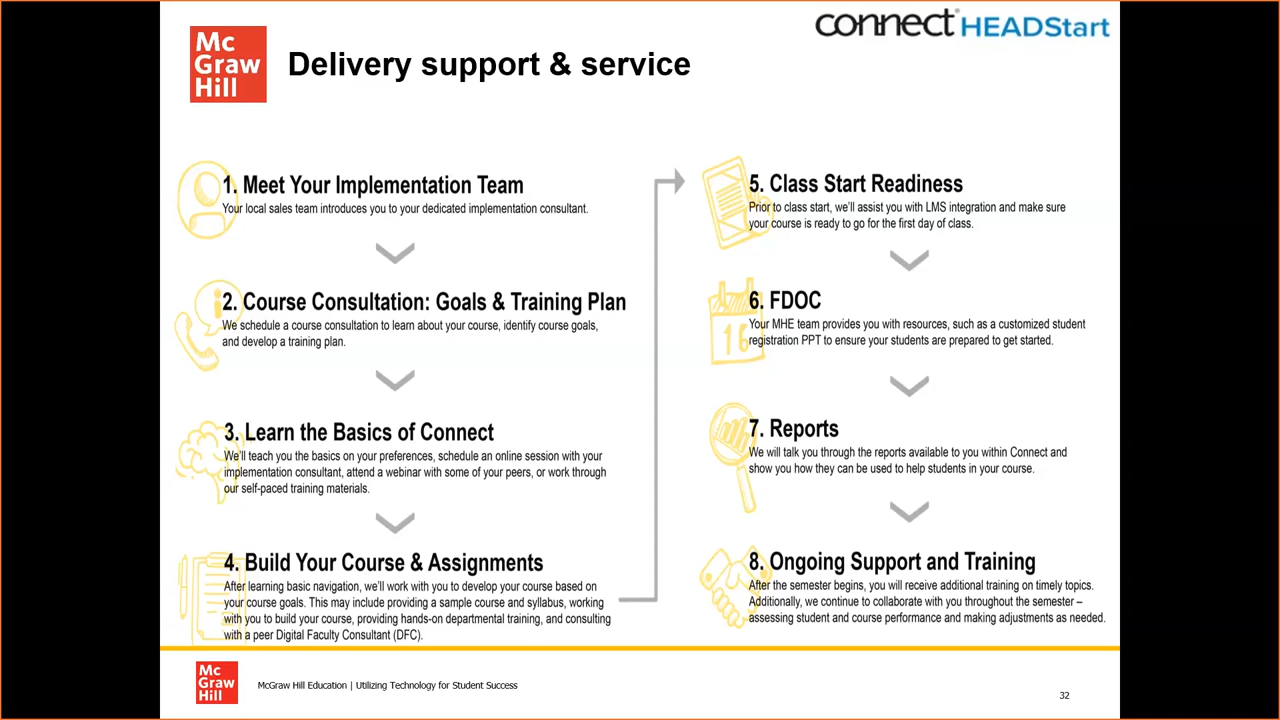 Mc
Graw
Hill
Delivery support & service
connect® HEADStart
1. Meet Your Implementation Team
Your local sales team introduces you to your dedicated implementation consultant.
2. Course Consultation: Goals & Training Plan
We schedule a course consultation to learn about your course, identify course goals,
and develop a training plan.
3. Learn the Basics of Connect
We'll teach you the basics on your preferences, schedule an online session with your
implementation consultant, attend a webinar with some of your peers, or work through
our self-paced training materials.
4. Build Your Course & Assignments
After learning basic navigation, we'll work with you to develop your course based on
your course goals. This may include providing a sample course and syllabus, working
with you to build your course, providing hands-on departmental training, and consulting
with a peer Digital Faculty Consultant (DFC).
5. Class Start Readiness
Prior to class start, we'll assist you with LMS integration and make sure
your course is ready to go for the first day of class.
6. FDOC
16
Your MHE team provides you with resources, such as a customized student
registration PPT to ensure your students are prepared to get started.
7. Reports
We will talk you through the reports available to you within Connect and
show you how they can be used to help students in your course.
8. Ongoing Support and Training
After the semester begins, you will receive additional training on timely topics.
Additionally, we continue to collaborate with you throughout the semester –
assessing student and course performance and making adjustments as needed.
Mc
Graw
Hill
McGraw Hill Education | Utilizing Technology for Student Success
32